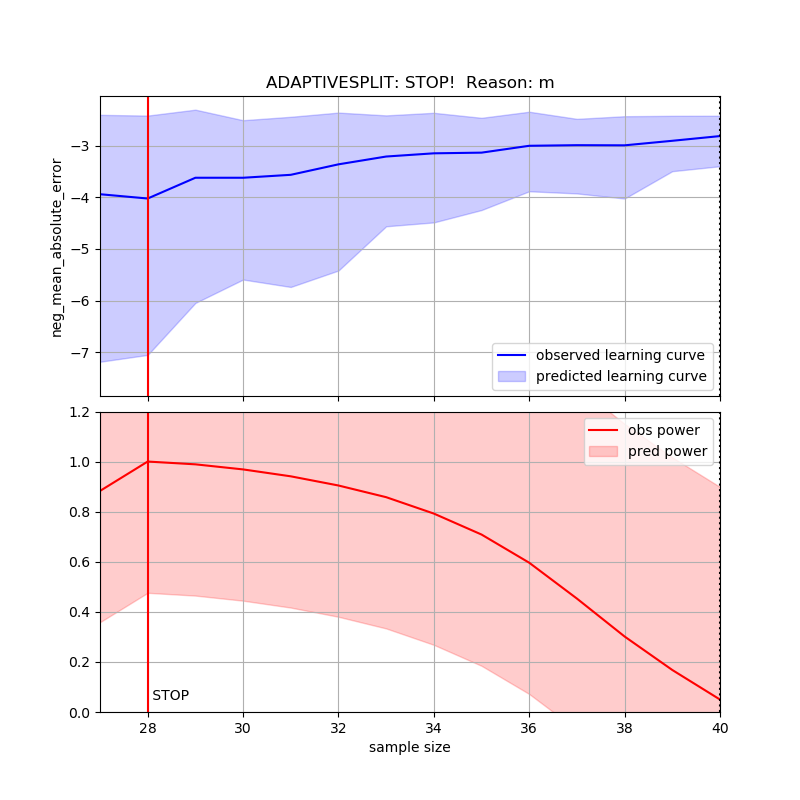 ADAPTIVESPLIT: STOP!  Reason: m
neg_mean_absolute_error
−3
−4
−5
−6
−7
observed learning curve
predicted learning curve
1.2
1.0
0.8
0.6
0.4
0.2
0.0
obs power
pred power
STOP
28 30 32 34 36 38 40
sample size